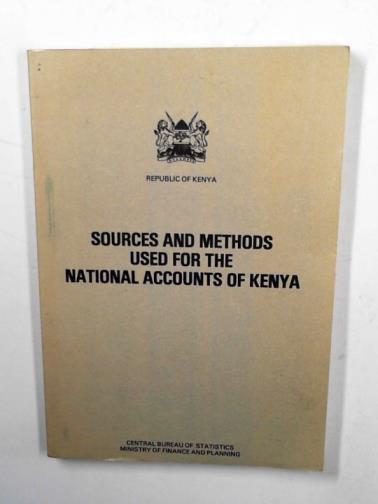 REPUBLIC OF KENYA
SOURCES AND METHODS
USED FOR THE
NATIONAL ACCOUNTS OF KENYA
CENTRAL BUREAU OF STATISTICS
MINISTRY OF FINANCE AND PLANNING